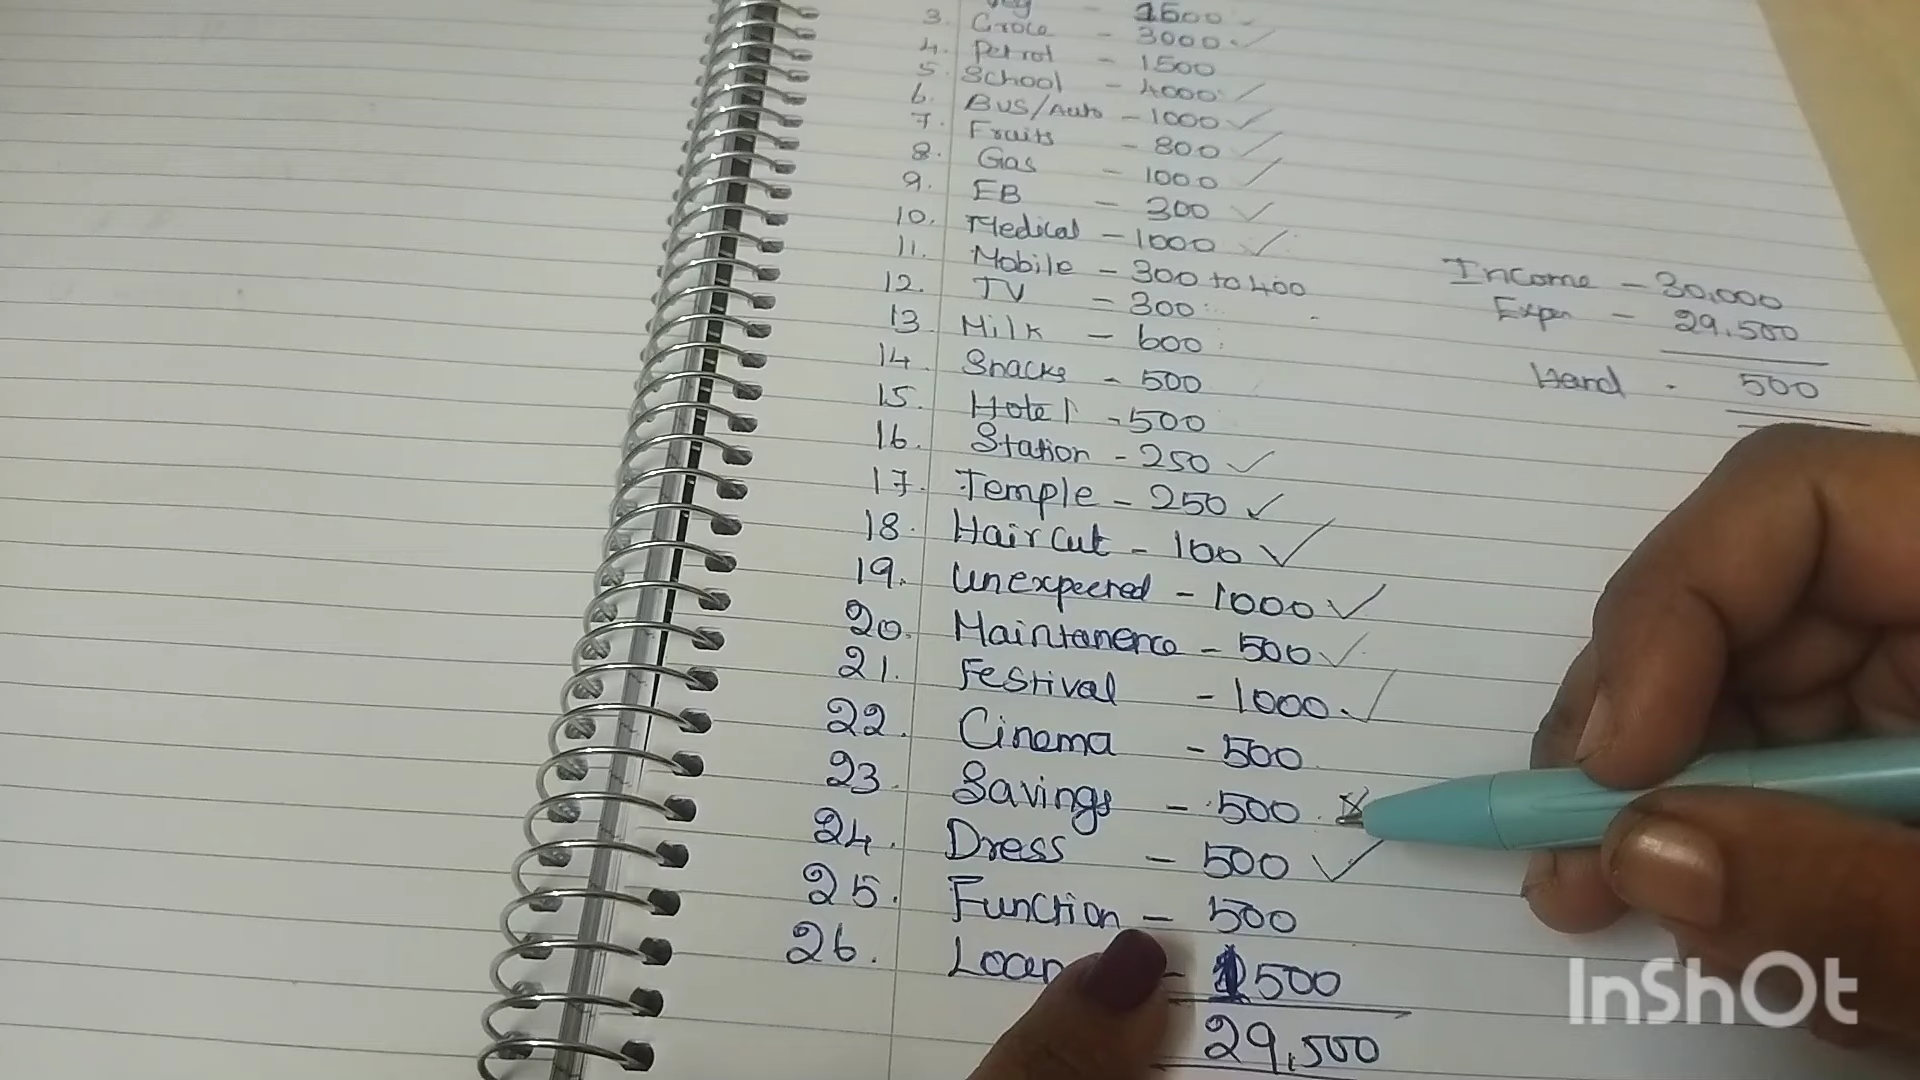 1500
3. Groce - 3000 ✓
4. Petrol - 1500
5. School - 4000 ✓
6. BUS/Auto - 1000 ✓
7. Fruits - 800 ✓
8. Gas - 1000 ✓
9. EB - 300 ✓
10. Medical - 1000 ✓
11. Mobile - 300 to 400
12. TV = 300
13. Milk - 600
14. Snacks - 500
15. Hotel - 500
16. Station - 250 ✓
17. Temple - 250 ✓
18. Haircut - 100 ✓
19. Unexpected - 1000 ✓
20. Maintanence - 500 ✓
21. Festival - 1000 ✓
22. Cinema - 500
23. Savings - 500
24. Dress - 500 ✓
25. Function - 500
26. Loan - 1500
29,500
Income - 30,000
Expen - 29,500
Hand - 500
InShOt